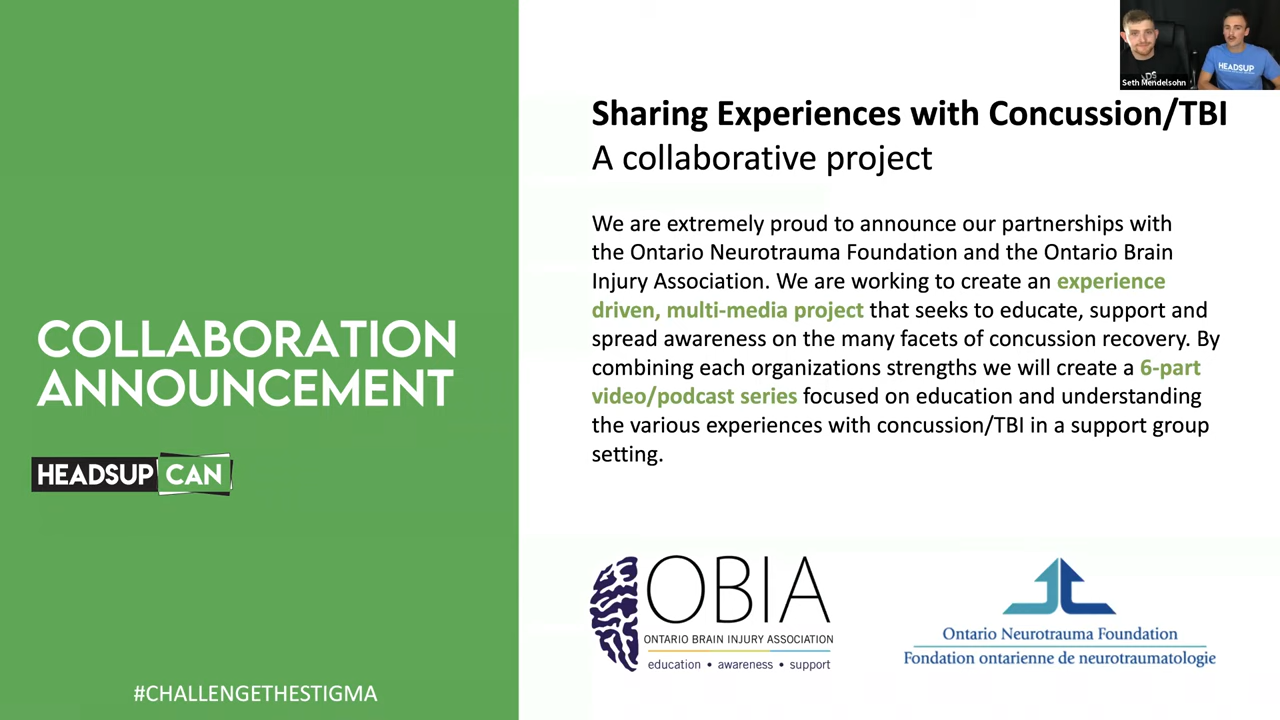 COLLABORATION
ANNOUNCEMENT
HEADSUP CAN
#CHALLENGETHESTIGMA
Seth Mendelsohn
HEADSUP
Sharing Experiences with Concussion/TBI
A collaborative project
We are extremely proud to announce our partnerships with
the Ontario Neurotrauma Foundation and the Ontario Brain
Injury Association. We are working to create an experience
driven, multi-media project that seeks to educate, support and
spread awareness on the many facets of concussion recovery. By
combining each organizations strengths we will create a 6-part
video/podcast series focused on education and understanding
the various experiences with concussion/TBI in a support group
setting.
OBIA
ONTARIO BRAIN INJURY ASSOCIATION
education • awareness • support
Ontario Neurotrauma Foundation
Fondation ontarienne de neurotraumatologie